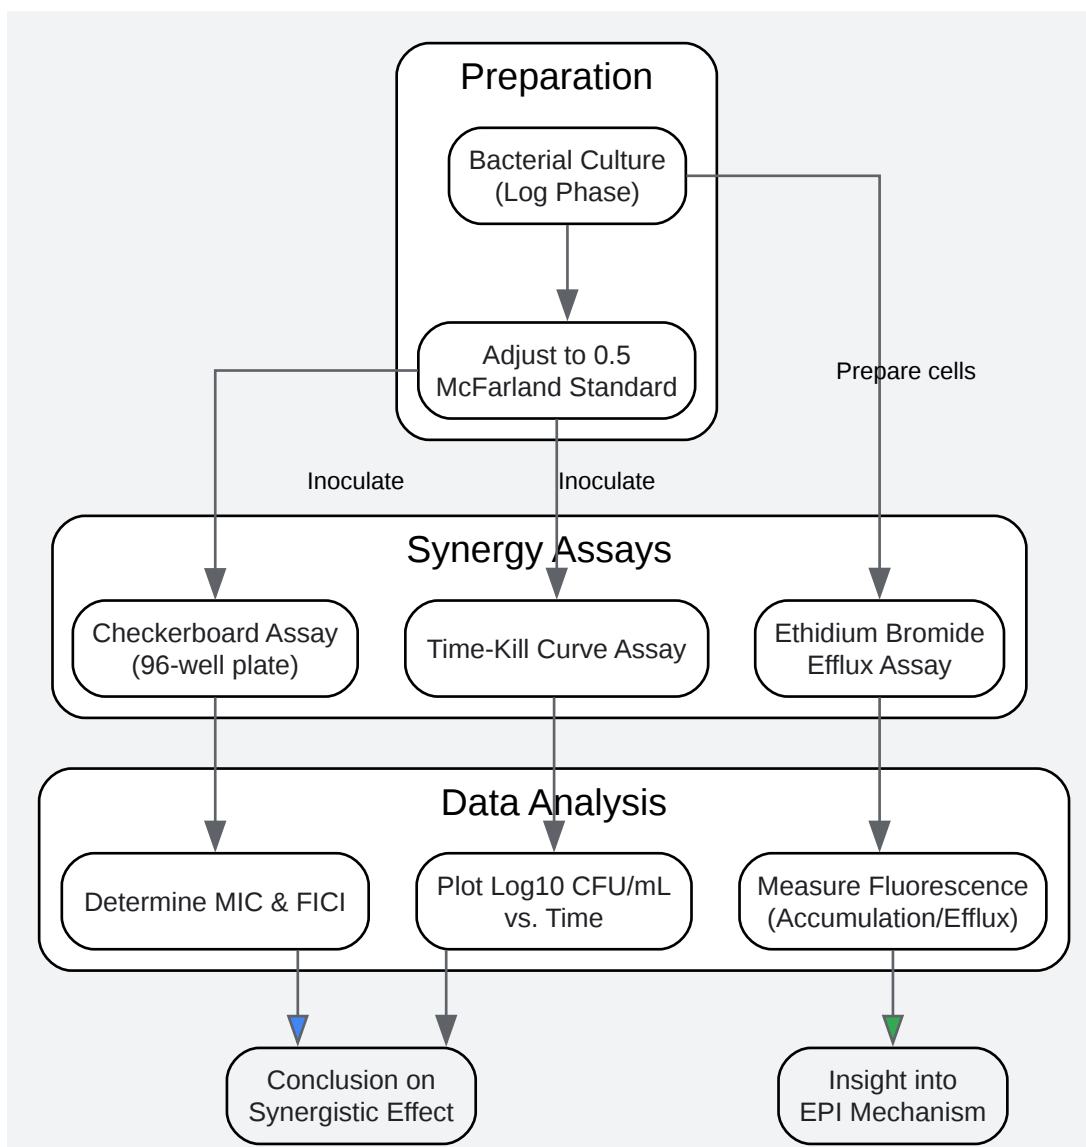 Preparation
Bacterial Culture
(Log Phase)
Adjust to 0.5
McFarland Standard
Prepare cells
Inoculate
Inoculate
Synergy Assays
Checkerboard Assay
(96-well plate)
Time-Kill Curve Assay
Ethidium Bromide
Efflux Assay
Data Analysis
Determine MIC & FICI
Plot Log10 CFU/mL
vs. Time
Measure Fluorescence
(Accumulation/Efflux)
Conclusion on
Synergistic Effect
Insight into
EPI Mechanism